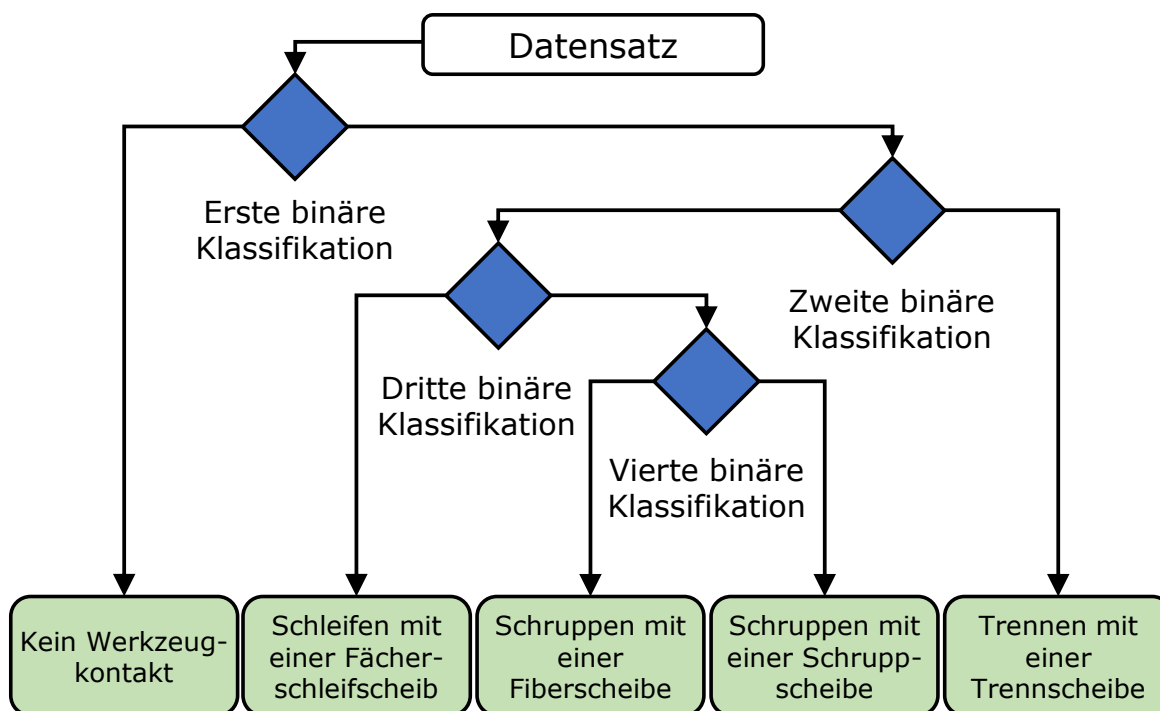 Datensatz
Erste binäre
Klassifikation
Zweite binäre
Klassifikation
Dritte binäre
Klassifikation
Vierte binäre
Klassifikation
Kein Werkzeug-
kontakt
Schleifen mit
einer Fächer-
schleifscheib
Schruppen mit
einer
Fiberscheibe
Schruppen mit
einer Schrupp-
scheibe
Trennen mit
einer
Trennscheibe